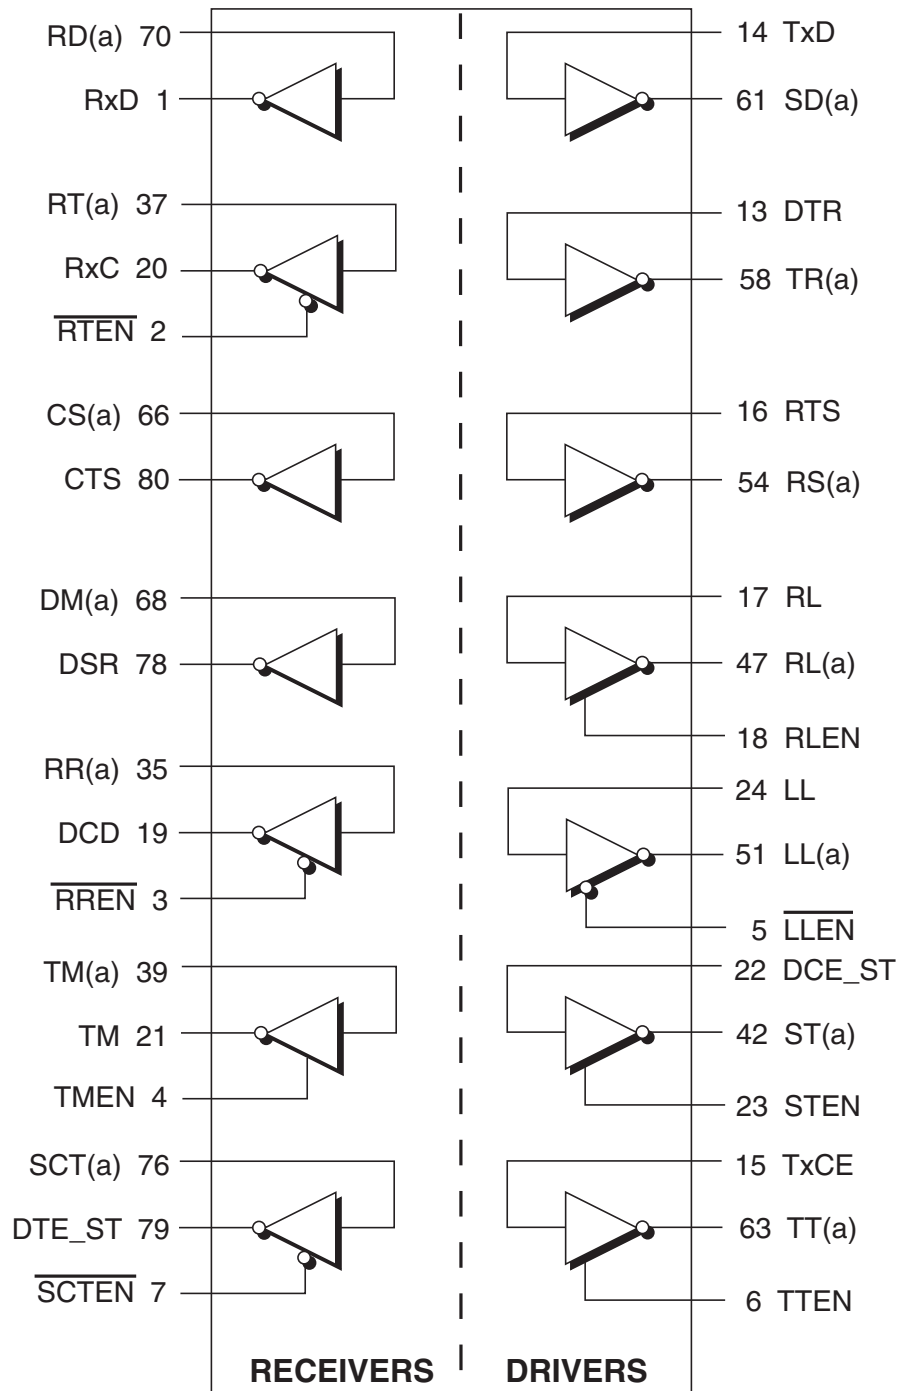 RD(a) 70
RxD 1
RT(a) 37
RxC 20
RTEN 2
CS(a) 66
CTS 80
DM(a) 68
DSR 78
RR(a) 35
DCD 19
RREN 3
TM(a) 39
TM 21
TMEN 4
SCT(a) 76
DTE_ST 79
SCTEN 7
RECEIVERS
14 TxD
61 SD(a)
13 DTR
58 TR(a)
16 RTS
54 RS(a)
17 RL
47 RL(a)
18 RLEN
24 LL
51 LL(a)
5 LLEN
22 DCE_ST
42 ST(a)
23 STEN
15 TxCE
63 TT(a)
6 TTEN
DRIVERS